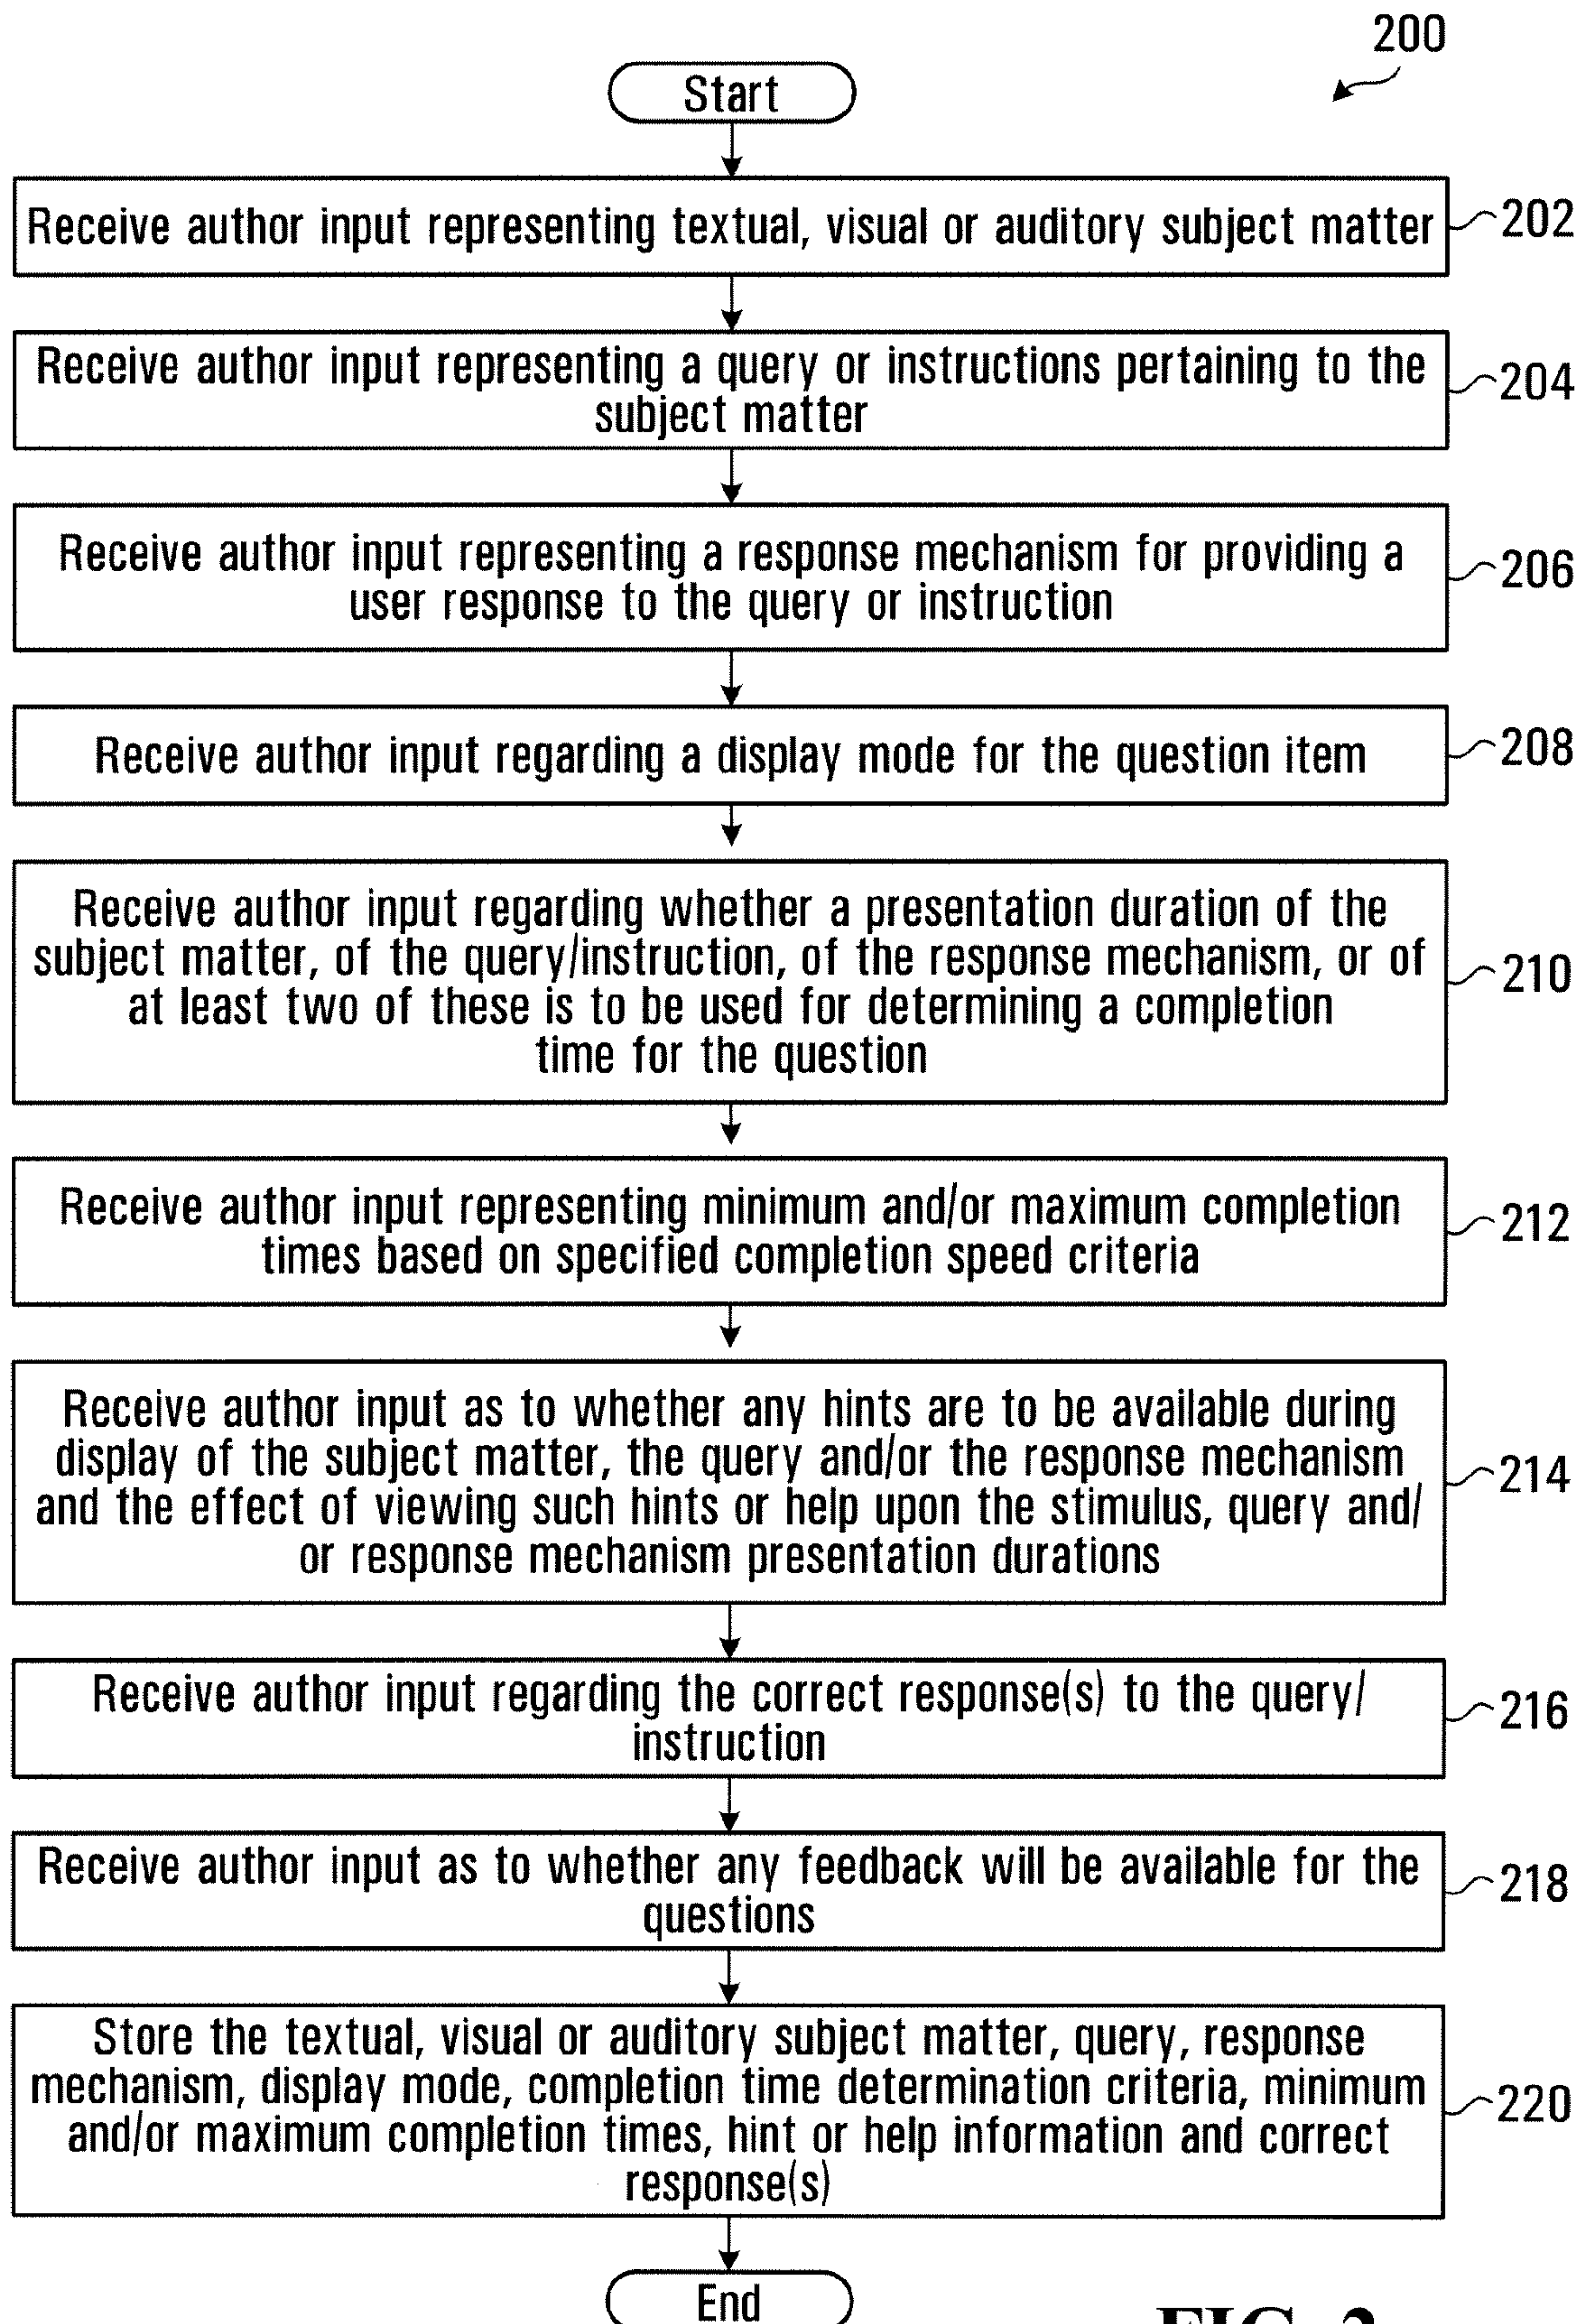 200
Start
Receive author input representing textual, visual or auditory subject matter
202
Receive author input representing a query or instructions pertaining to the
subject matter
204
Receive author input representing a response mechanism for providing a
user response to the query or instruction
206
Receive author input regarding a display mode for the question item
208
Receive author input regarding whether a presentation duration of the
subject matter, of the query/instruction, of the response mechanism, or of
at least two of these is to be used for determining a completion
time for the question
210
Receive author input representing minimum and/or maximum completion
times based on specified completion speed criteria
212
Receive author input as to whether any hints are to be available during
display of the subject matter, the query and/or the response mechanism
and the effect of viewing such hints or help upon the stimulus, query and/
or response mechanism presentation durations
214
Receive author input regarding the correct response(s) to the query/
instruction
216
Receive author input as to whether any feedback will be available for the
questions
218
Store the textual, visual or auditory subject matter, query, response
mechanism, display mode, completion time determination criteria, minimum
and/or maximum completion times, hint or help information and correct
response(s)
220
End